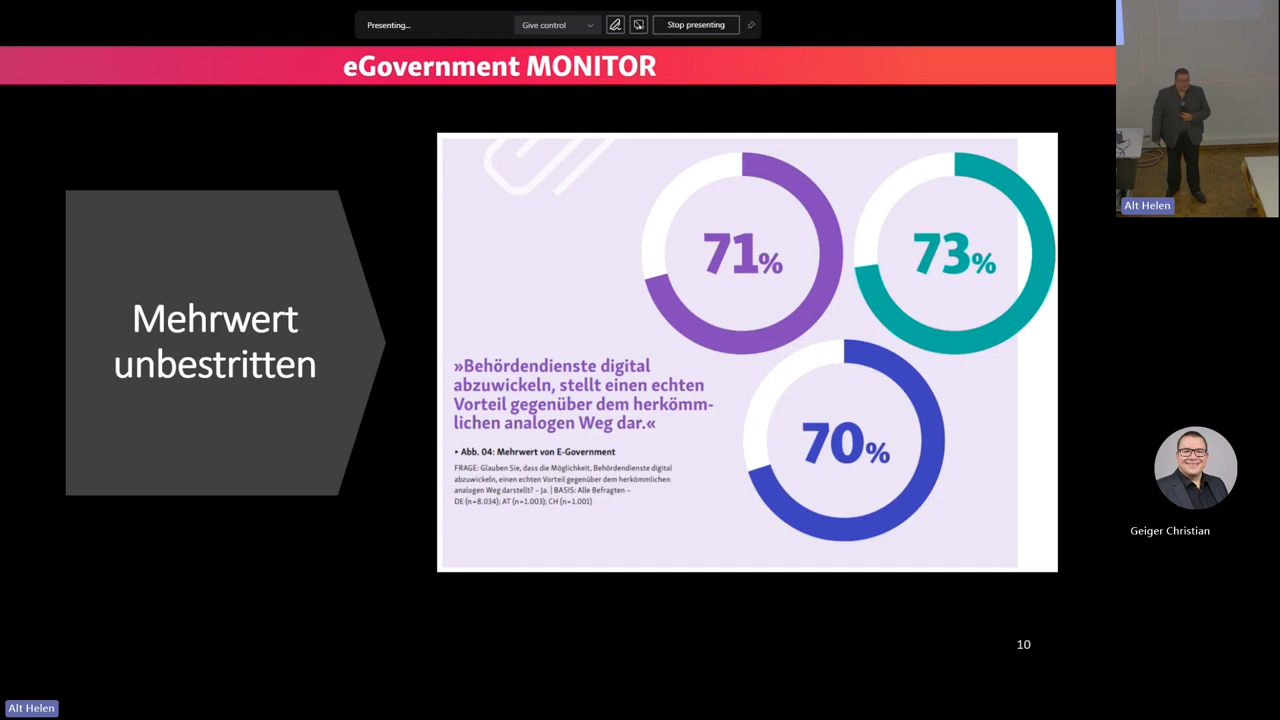 Presenting...
Give control
Stop presenting
eGovernment MONITOR
Alt Helen
Mehrwert
unbestritten
71%
73%
70%
»Behördendienste digital
abzuwickeln, stellt einen echten
Vorteil gegenüber dem herkömm-
lichen analogen Weg dar.«
‣ Abb. 04: Mehrwert von E-Government
FRAGE: Glauben Sie, dass die Möglichkeit, Behördendienste digital
abzuwickeln, einen echten Vorteil gegenüber dem herkömmlichen
analogen Weg darstellt? – Ja. | BASIS: Alle Befragten –
DE (n=8.034); AT (n=1.003); CH (n=1.001)
Geiger Christian
10
Alt Helen